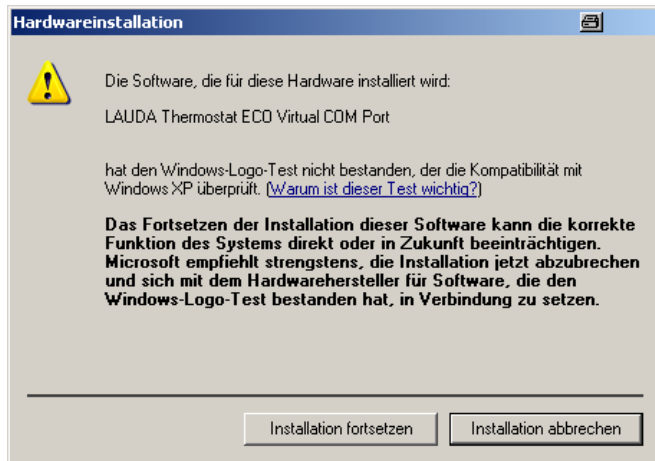 Hardwareinstallation
Die Software, die für diese Hardware installiert wird:
LAUDA Thermostat ECO Virtual COM Port
hat den Windows-Logo-Test nicht bestanden, der die Kompatibilität mit
Windows XP überprüft. (Warum ist dieser Test wichtig?)
Das Fortsetzen der Installation dieser Software kann die korrekte
Funktion des Systems direkt oder in Zukunft beeinträchtigen.
Microsoft empfiehlt strengstens, die Installation jetzt abzubrechen
und sich mit dem Hardwarehersteller für Software, die den
Windows-Logo-Test bestanden hat, in Verbindung zu setzen.
Installation fortsetzen
Installation abbrechen